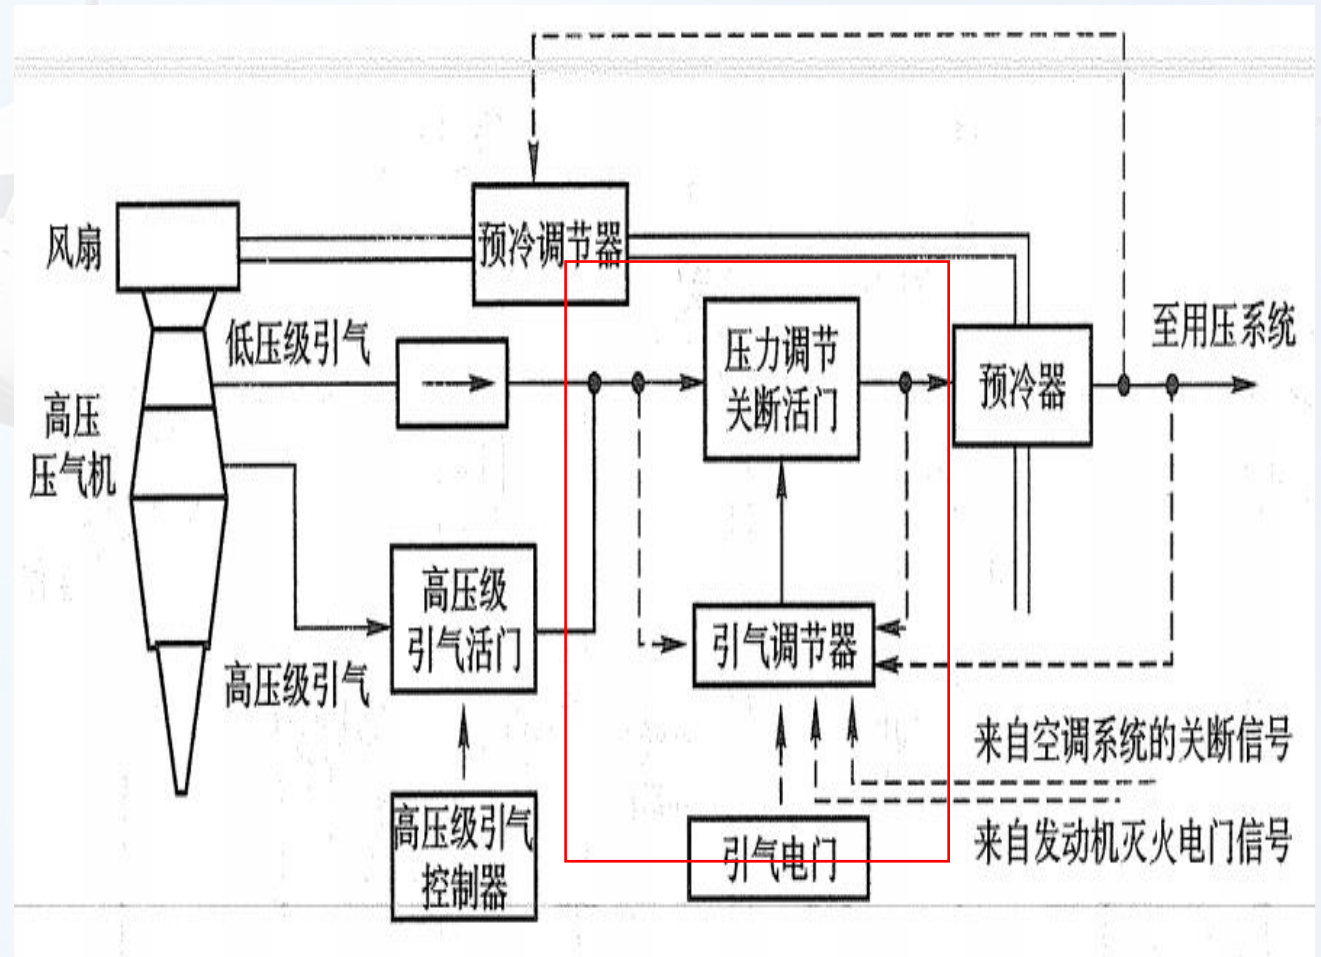 预冷调节器
风扇
低压级引气
压力调节
关断活门
至用压系统
预冷器
高压
压气机
高压级
引气活门
引气调节器
高压级引气
来自空调系统的关断信号
高压级引气
控制器
引气电门
来自发动机灭火电门信号